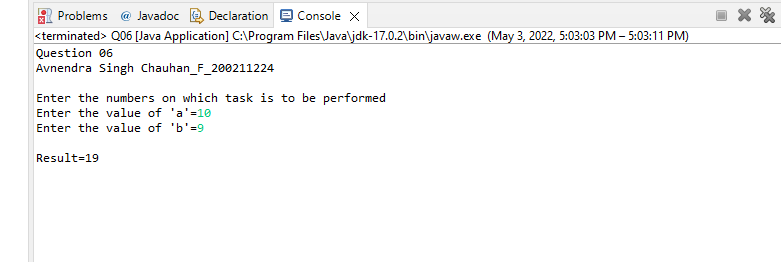 Problems @ Javadoc Declaration Console
<terminated> Q06 [Java Application] C:\Program Files\Java\jdk-17.0.2\bin\javaw.exe (May 3, 2022, 5:03:03 PM – 5:03:11 PM)
Question 06
Avnendra Singh Chauhan_F_200211224
Enter the numbers on which task is to be performed
Enter the value of 'a'=10
Enter the value of 'b'=9
Result=19